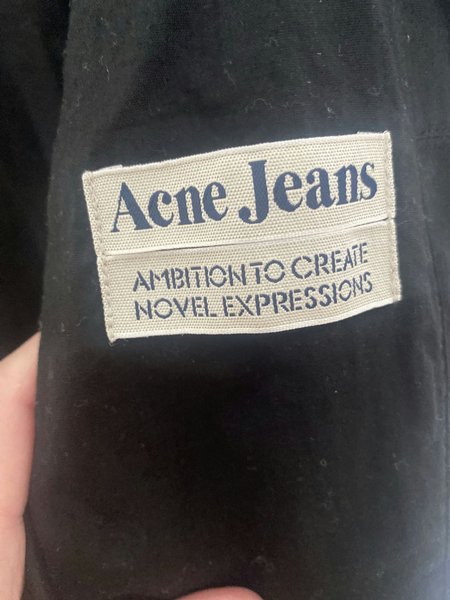 Acne Jeans
AMBITION TO CREATE
NOVEL EXPRESSIONS